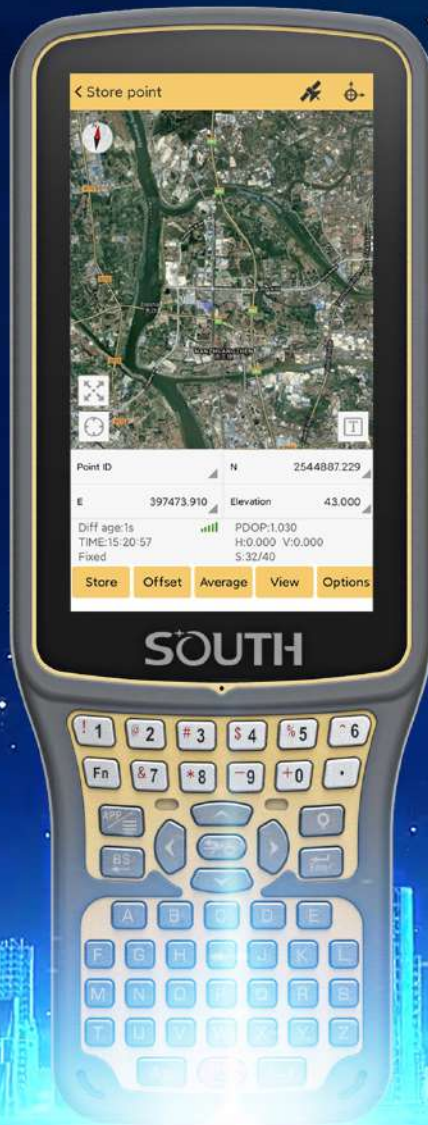 Store point
Point ID
N 2544887.229
E 397473.910
Elevation 43.000
Diff age:1s
PDOP:1.030
TIME:15:20:57
H:0.000 V:0.000
Fixed
S:32/40
Store Offset Average View Options
SOUTH
! 1 @ 2 # 3 $ 4 % 5 ^ 6
Fn & 7 * 8 - 9 + 0 .
APP
BS
A B C D E
F G H J K L
M N O P Q R S
T U V W X Y Z